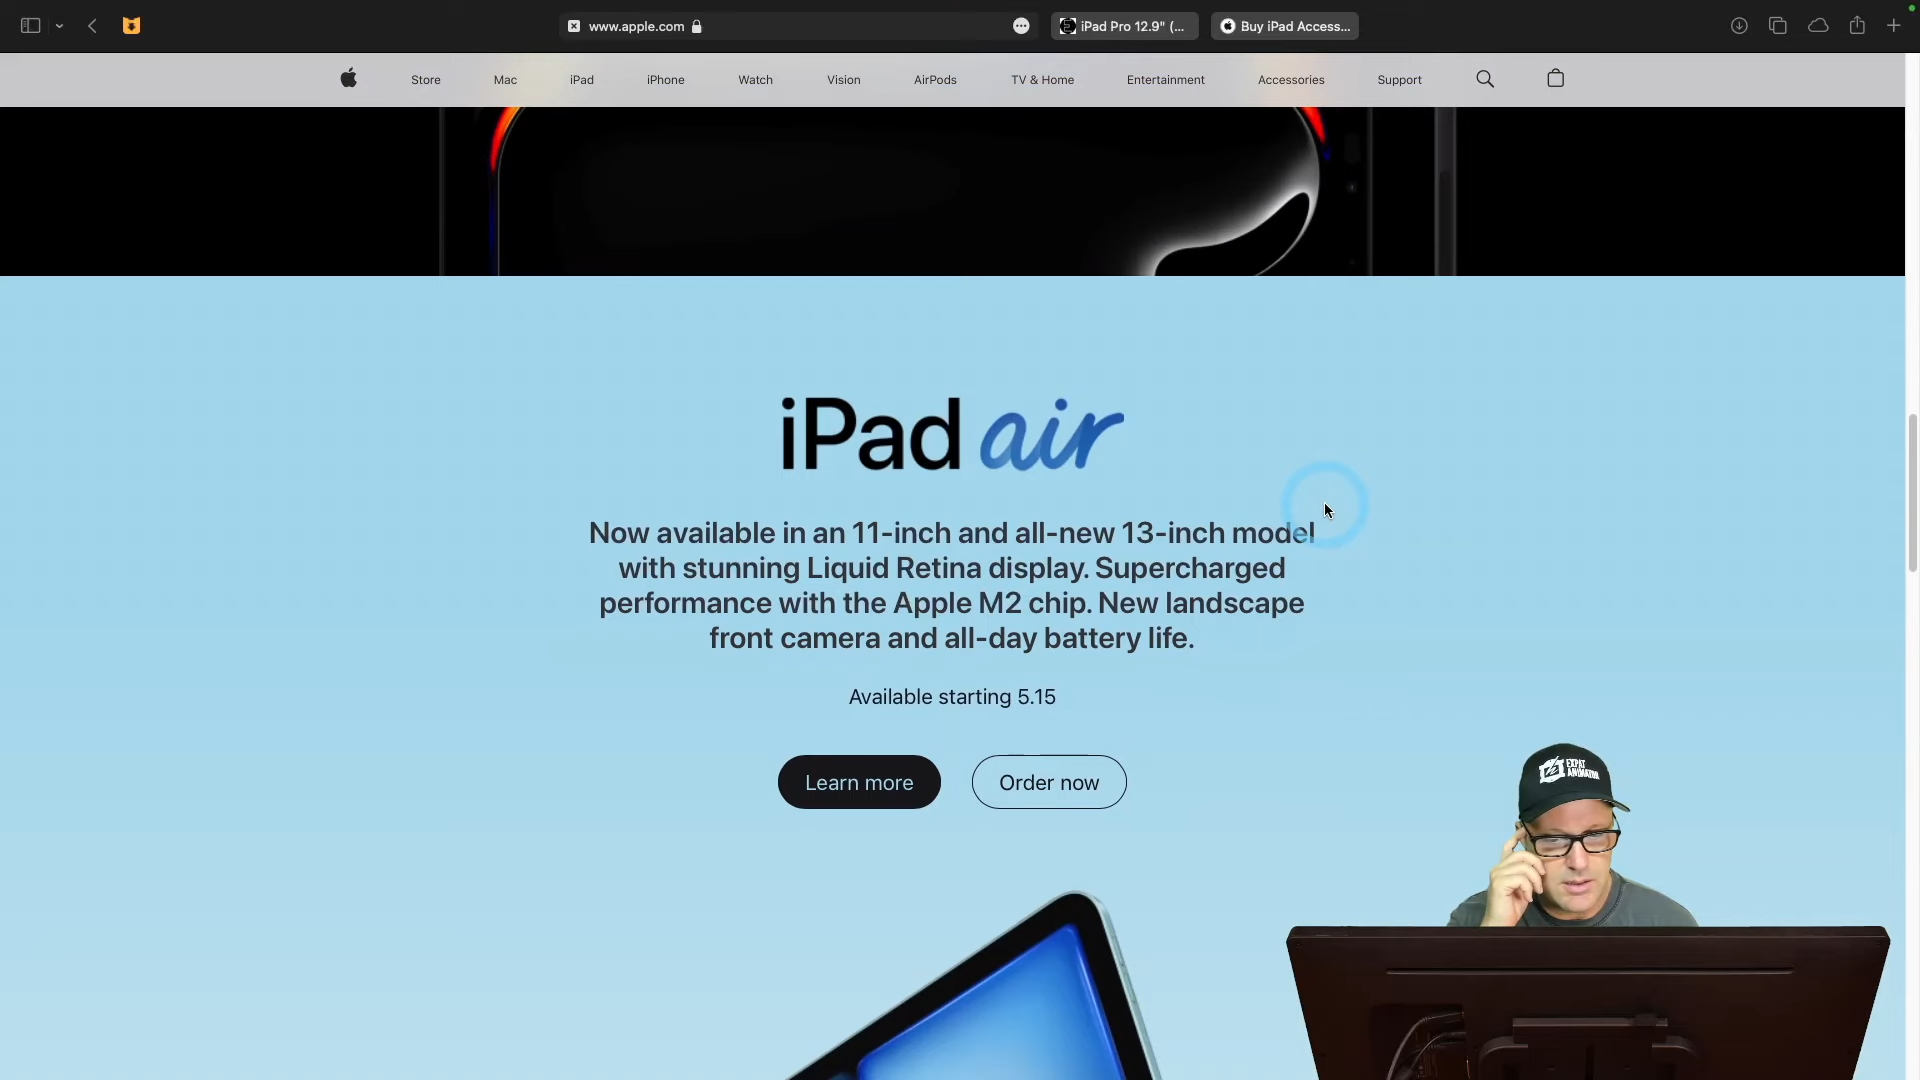 www.apple.com
iPad Pro 12.9" (...
Buy iPad Access...
Store Mac iPad iPhone Watch Vision AirPods TV & Home Entertainment Accessories Support
iPad air
Now available in an 11-inch and all-new 13-inch model
with stunning Liquid Retina display. Supercharged
performance with the Apple M2 chip. New landscape
front camera and all-day battery life.
Available starting 5.15
Learn more Order now
EXPAT
ANIMATOR